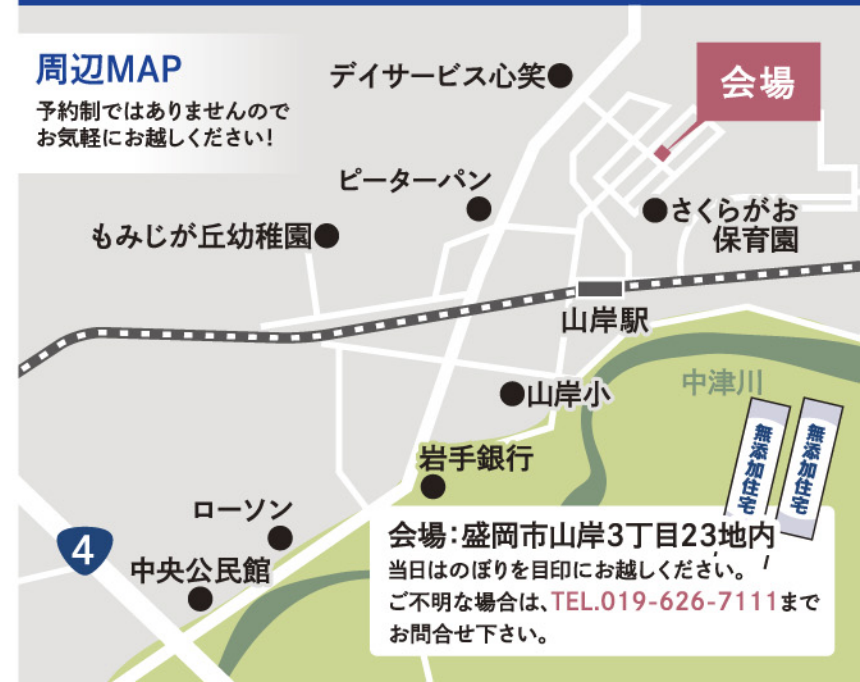 周辺MAP
予約制ではありませんので
お気軽にお越しください！
デイサービス心笑
会場
ピーターパン
もみじが丘幼稚園
さくらがお
保育園
山岸駅
中津川
山岸小
無添加住宅
無添加住宅
岩手銀行
ローソン
4
中央公民館
会場：盛岡市山岸3丁目23地内
当日はのぼりを目印にお越しください。
ご不明な場合は、TEL.019-626-7111まで
お問合せ下さい。